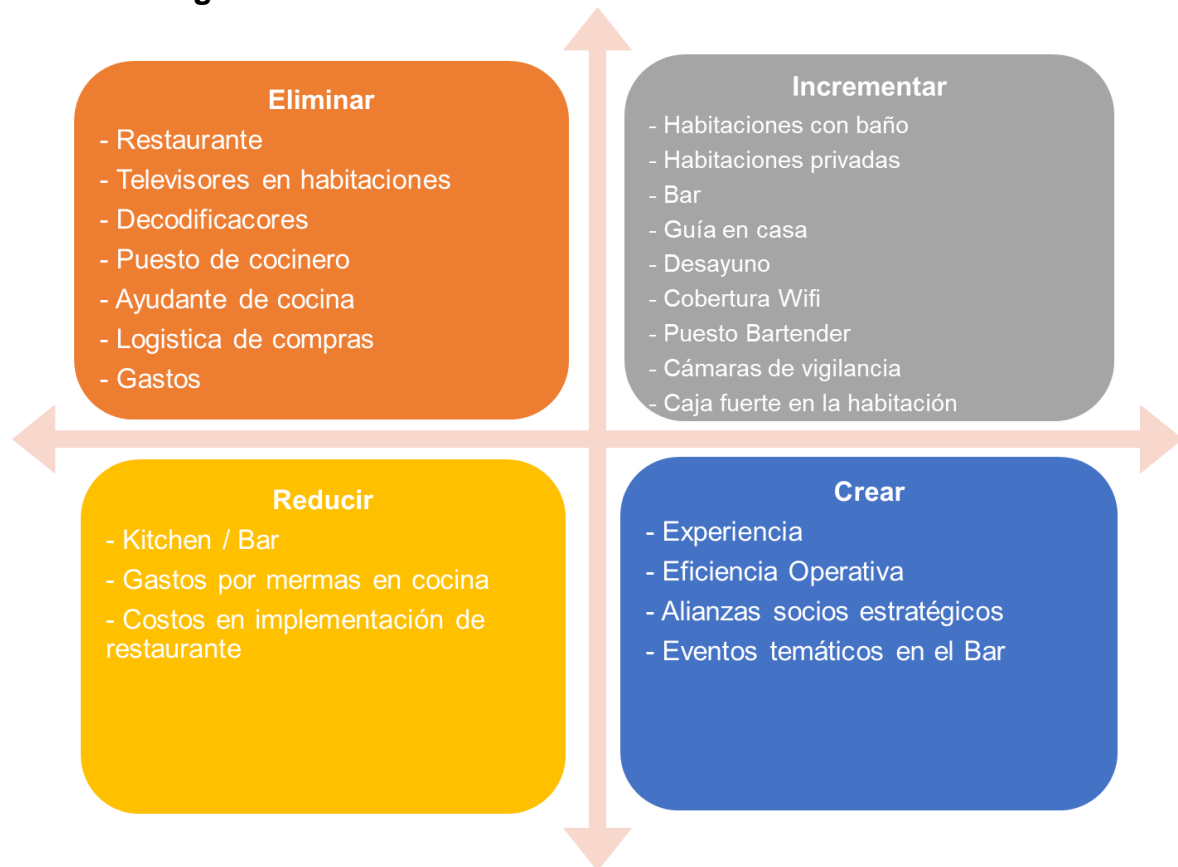 Eliminar
- Restaurante
- Televisores en habitaciones
- Decodificacores
- Puesto de cocinero
- Ayudante de cocina
- Logistica de compras
- Gastos
Incrementar
- Habitaciones con baño
- Habitaciones privadas
- Bar
- Guía en casa
- Desayuno
- Cobertura Wifi
- Puesto Bartender
- Cámaras de vigilancia
- Caja fuerte en la habitación
Reducir
- Kitchen / Bar
- Gastos por mermas en cocina
- Costos en implementación de
restaurante
Crear
- Experiencia
- Eficiencia Operativa
- Alianzas socios estratégicos
- Eventos temáticos en el Bar